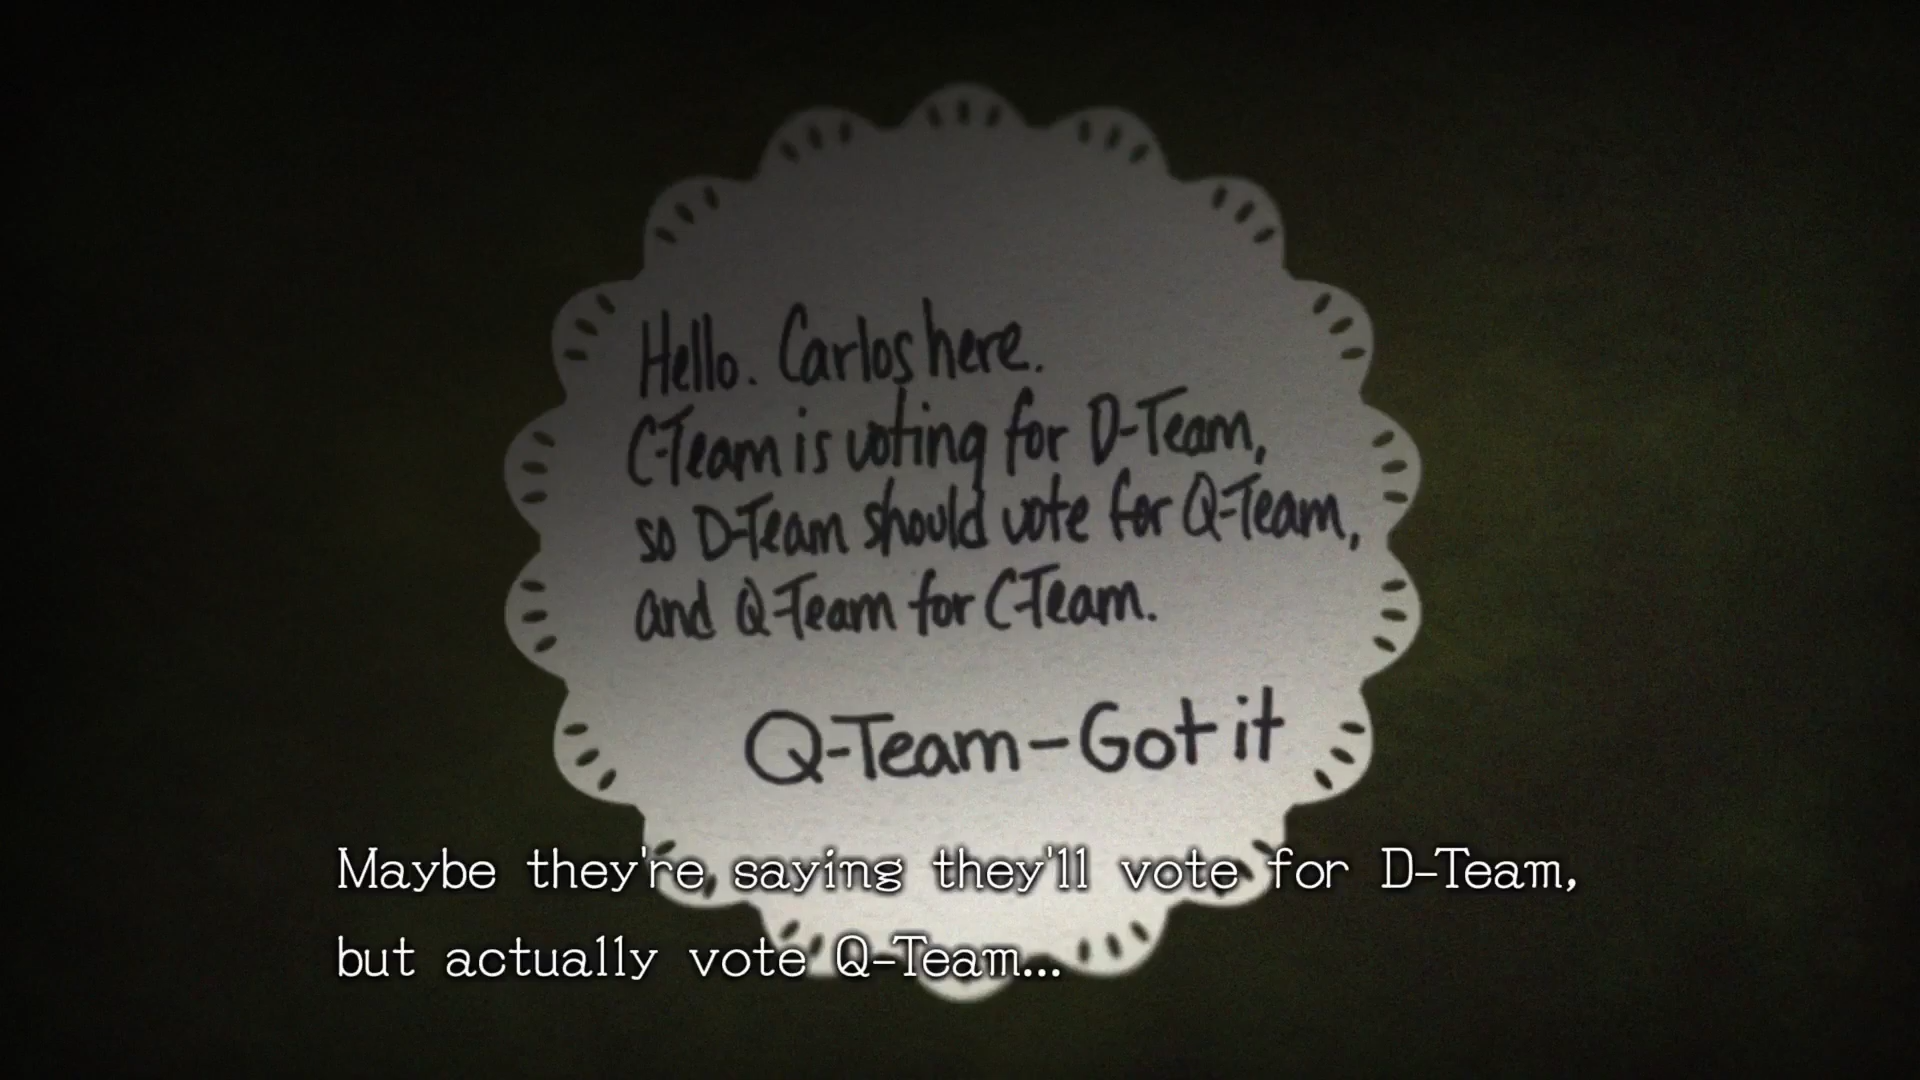 Hello. Carlos here.
C-Team is voting for D-Team,
so D-Team should vote for Q-Team,
and Q-Team for C-Team.
Q-Team-Got it
Maybe they're saying they'll vote for D-Team,
but actually vote Q-Team...